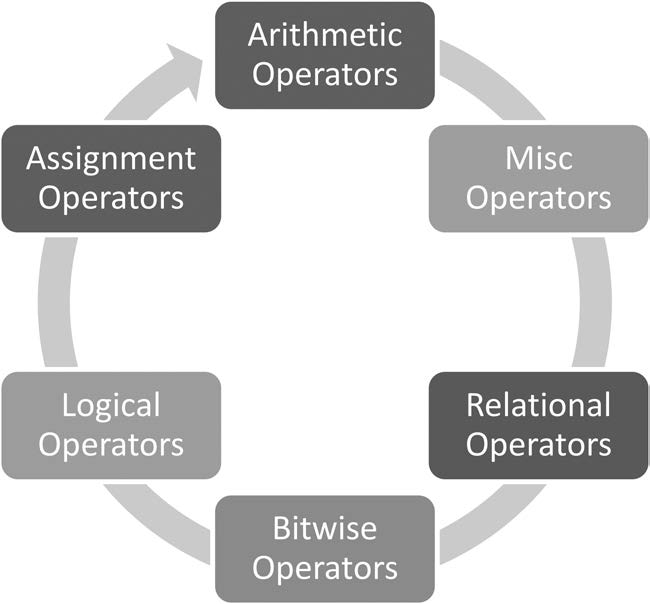 Arithmetic
Operators
Misc
Operators
Relational
Operators
Bitwise
Operators
Logical
Operators
Assignment
Operators